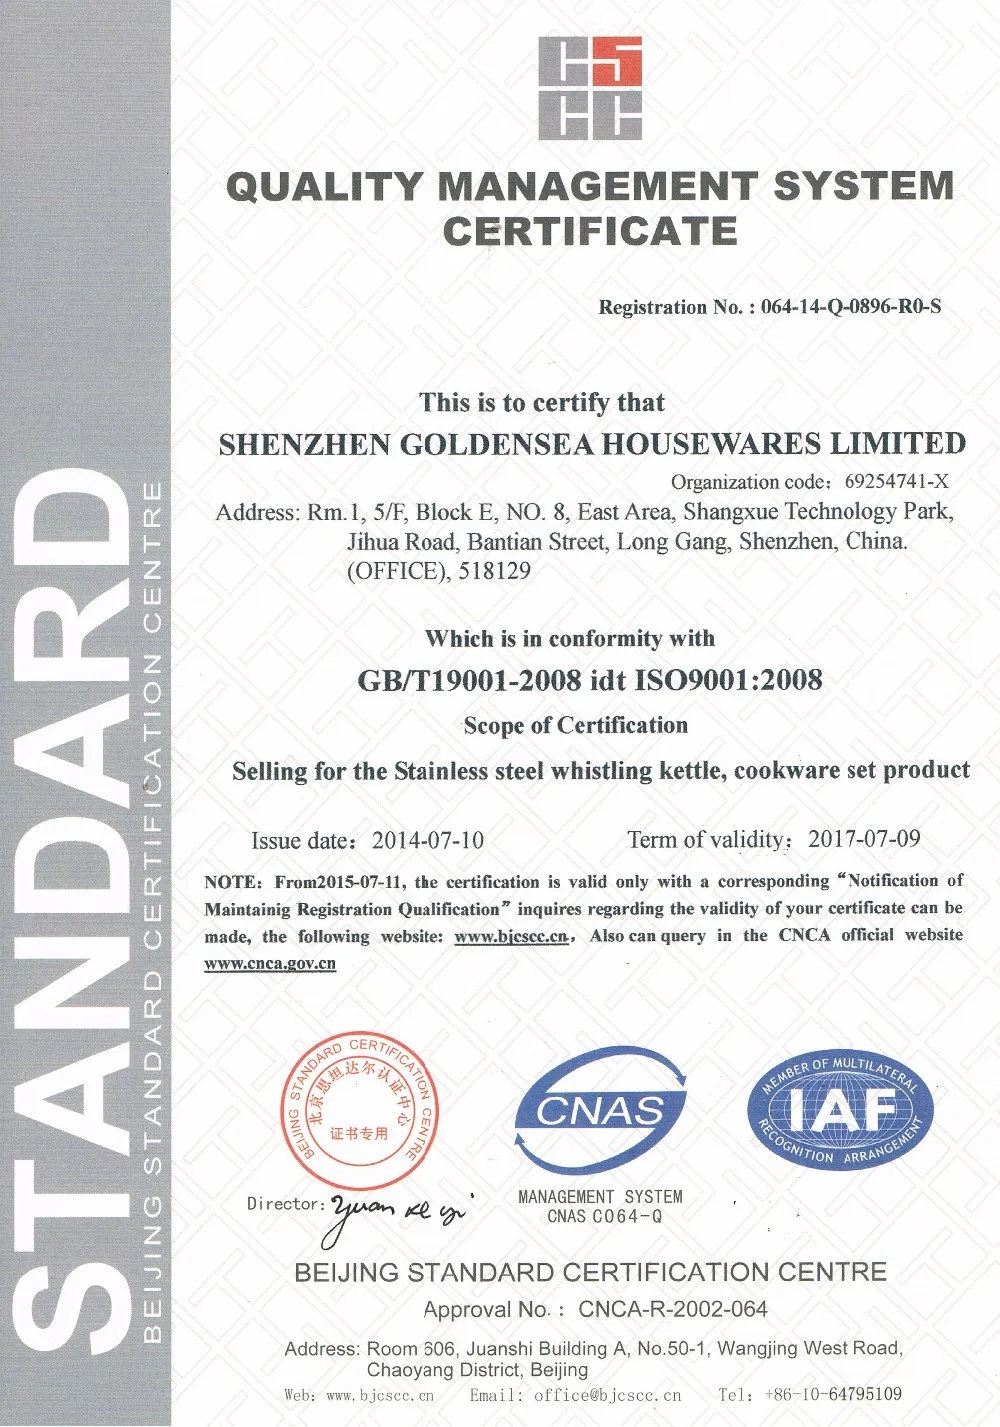 CS
CC
QUALITY MANAGEMENT SYSTEM
CERTIFICATE
Registration No. : 064-14-Q-0896-R0-S
This is to certify that
SHENZHEN GOLDENSEA HOUSEWARES LIMITED
Organization code: 69254741-X
Address: Rm.1, 5/F, Block E, NO. 8, East Area, Shangxue Technology Park,
Jihua Road, Bantian Street, Long Gang, Shenzhen, China.
(OFFICE), 518129
Which is in conformity with
GB/T19001-2008 idt ISO9001:2008
Scope of Certification
Selling for the Stainless steel whistling kettle, cookware set product
Issue date: 2014-07-10 Term of validity: 2017-07-09
NOTE: From2015-07-11, the certification is valid only with a corresponding “Notification of
Maintainig Registration Qualification” inquires regarding the validity of your certificate can be
made, the following website: www.bjcscc.cn, Also can query in the CNCA official website
www.cnca.gov.cn
BEIJING STANDARD CERTIFICATION CENTRE
北京思坦达尔认证中心
证书专用
CNAS
MEMBER OF MULTILATERAL
IAF
RECOGNITION ARRANGEMENT
Director: Yuan Ke yi
MANAGEMENT SYSTEM
CNAS C064-Q
BEIJING STANDARD CERTIFICATION CENTRE
Approval No. : CNCA-R-2002-064
Address: Room 606, Juanshi Building A, No.50-1, Wangjing West Road,
Chaoyang District, Beijing
Web: www.bjcscc.cn Email: office@bjcscc.cn Tel: +86-10-64795109
STANDARD
BEIJING STANDARD CERTIFICATION CENTRE